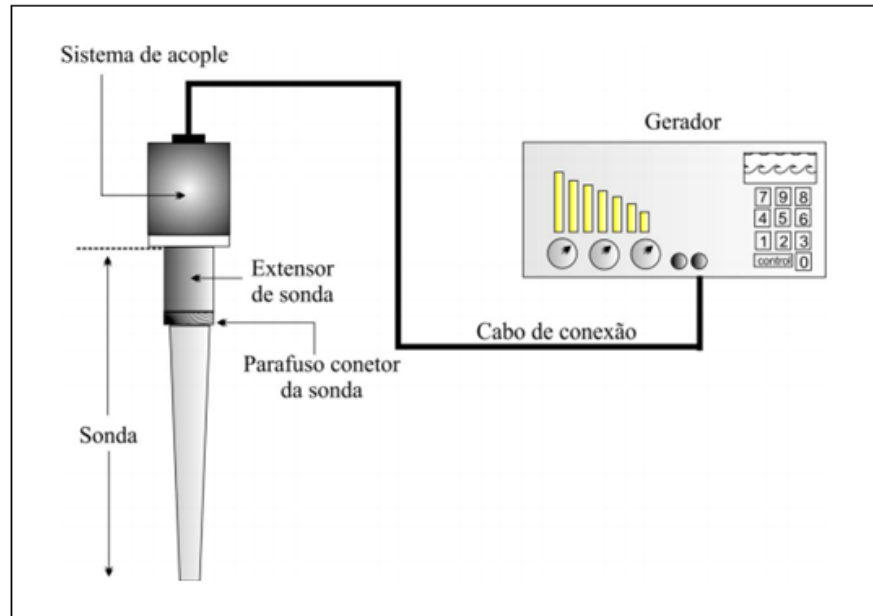 Sistema de acople
Gerador
7 9 8
4 5 6
1 2 3
control 0
Extensor
de sonda
Cabo de conexão
Parafuso conetor
da sonda
Sonda